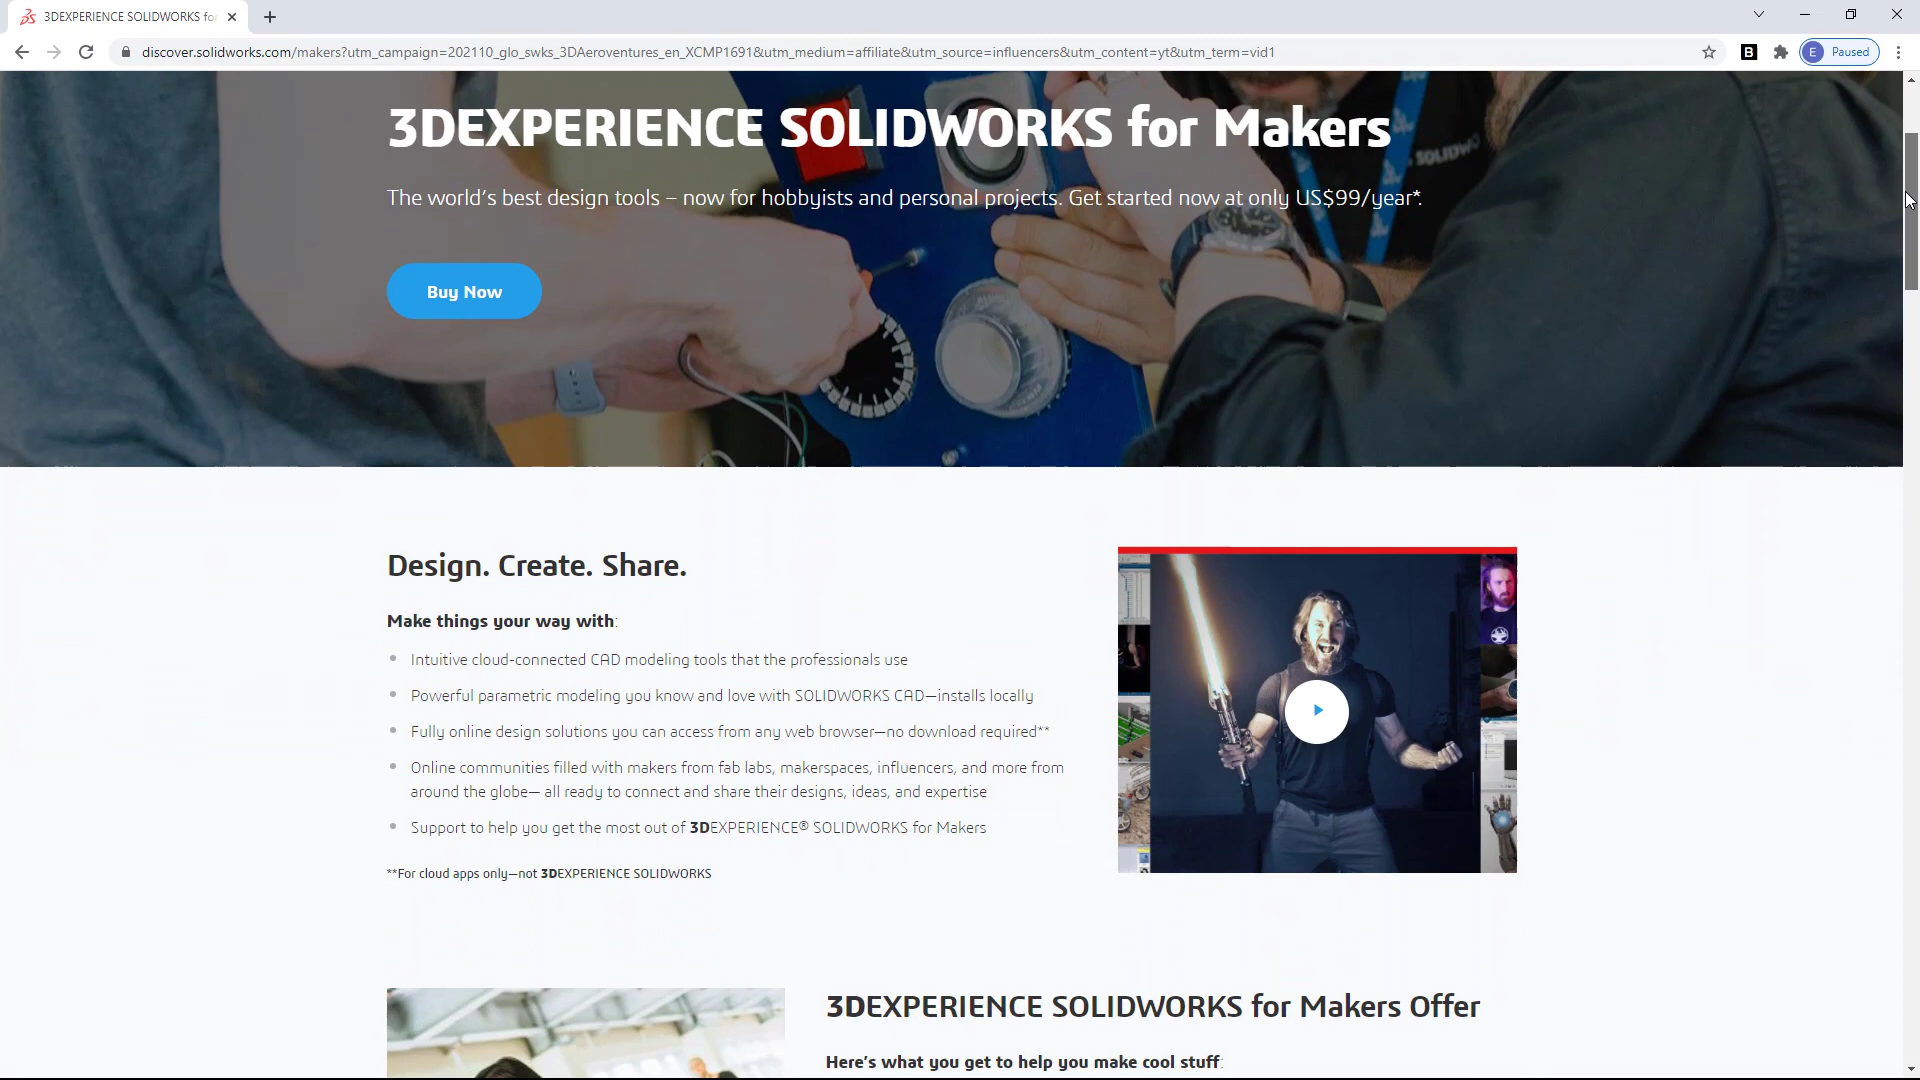 3DEXPERIENCE SOLIDWORKS for
discover.solidworks.com/makers?utm_campaign=202110_glo_swks_3DAeroventures_en_XCMP1691&utm_medium=affiliate&utm_source=influencers&utm_content=yt&utm_term=vid1
B
E Paused
3DEXPERIENCE SOLIDWORKS for Makers
SOLIDWO
The world's best design tools – now for hobbyists and personal projects. Get started now at only US$99/year*.
Buy Now
Design. Create. Share.
Make things your way with:
Intuitive cloud-connected CAD modeling tools that the professionals use
Powerful parametric modeling you know and love with SOLIDWORKS CAD—installs locally
Fully online design solutions you can access from any web browser—no download required**
Online communities filled with makers from fab labs, makerspaces, influencers, and more from
around the globe— all ready to connect and share their designs, ideas, and expertise
Support to help you get the most out of 3DEXPERIENCE® SOLIDWORKS for Makers
**For cloud apps only—not 3DEXPERIENCE SOLIDWORKS
3DEXPERIENCE SOLIDWORKS for Makers Offer
Here's what you get to help you make cool stuff: